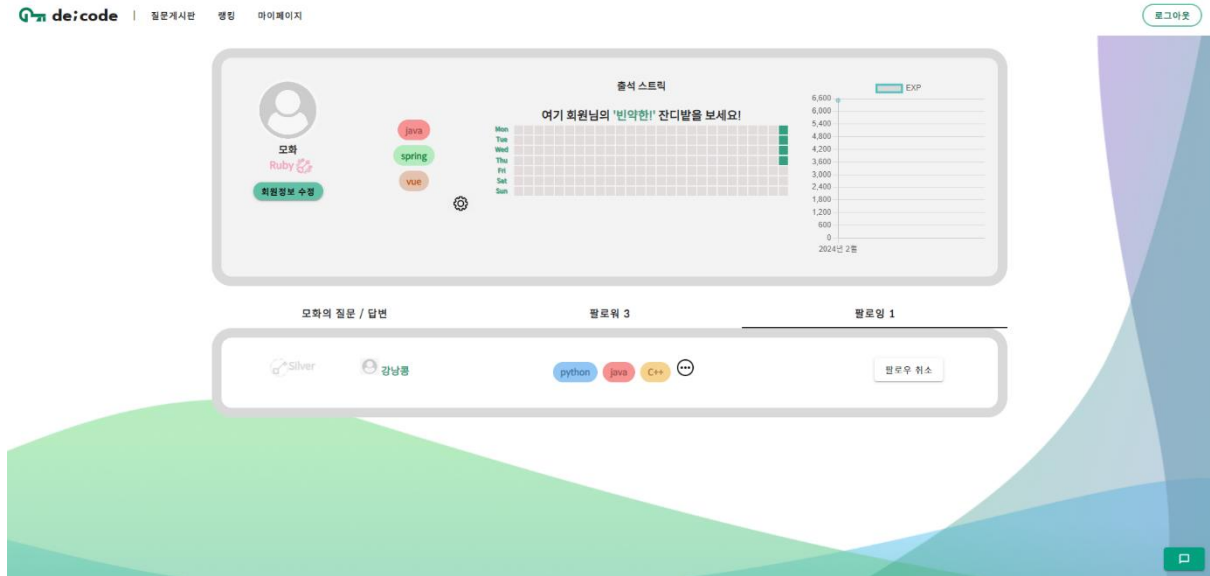 de;code | 질문게시판 랭킹 마이페이지 로그아웃
모화
Ruby
회원정보 수정
java
spring
vue
출석 스트릭
여기 회원님의 '빈약한!' 잔디밭을 보세요!
Mon
Tue
Wed
Thu
Fri
Sat
Sun
EXP
6,600
6,000
5,400
4,800
4,200
3,600
3,000
2,400
1,800
1,200
600
0
2024년 2월
모화의 질문 / 답변 팔로워 3 팔로잉 1
Silver 강낭콩 python java C++ 팔로우 취소